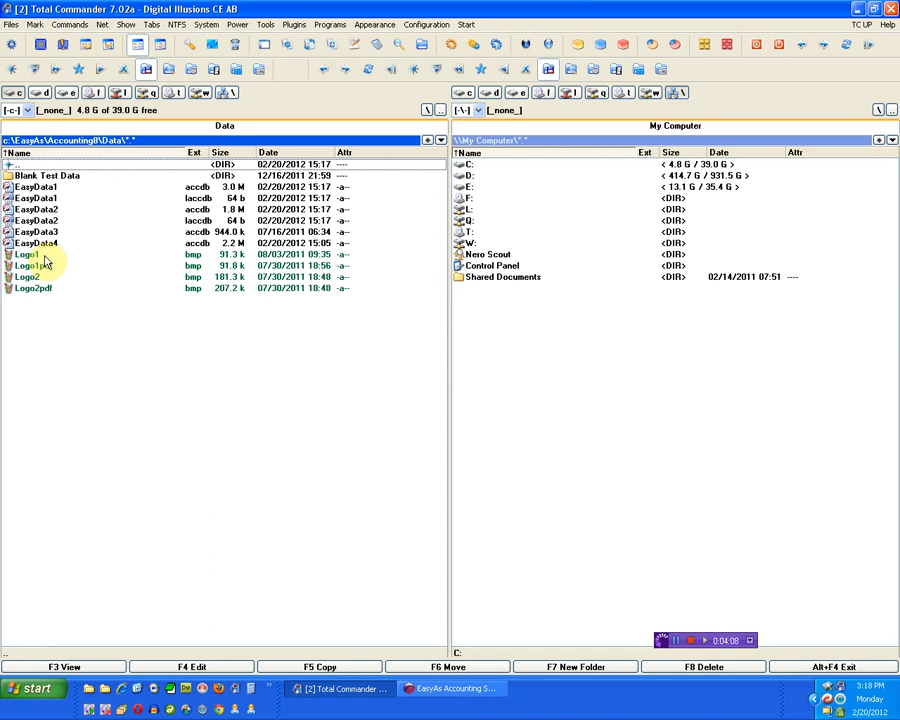 [2] Total Commander 7.02a - Digital Illusions CE AB
Files Mark Commands Net Show Tabs NTFS System Power Tools Plugins Programs Appearance Configuration Start TC UP Help
c d e f l q t w \ c d e f l q t w \
[-c-] [_none_] 4.8 G of 39.0 G free \ .. [-\-] [_none_] \ ..
Data My Computer
c:\EasyAs\Accounting8\Data\*.* \\My Computer\*.*
↑Name Ext Size Date Attr ↑Name Ext Size Date Attr
.. <DIR> 02/20/2012 15:17 ---- C: < 4.8 G / 39.0 G >
Blank Test Data <DIR> 12/16/2011 21:59 ---- D: < 414.7 G / 931.5 G >
EasyData1 accdb 3.0 M 02/20/2012 15:17 -a-- E: < 13.1 G / 35.4 G >
EasyData1 laccdb 64 b 02/20/2012 15:17 -a-- F: <DIR>
EasyData2 accdb 1.8 M 02/20/2012 15:17 -a-- L: <DIR>
EasyData2 laccdb 64 b 02/20/2012 15:17 -a-- Q: <DIR>
EasyData3 accdb 944.0 k 07/16/2011 06:34 -a-- T: <DIR>
EasyData4 accdb 2.2 M 02/20/2012 15:05 -a-- W: <DIR>
Logo1 bmp 91.3 k 08/03/2011 09:35 -a-- Nero Scout <DIR>
Logo1pdf bmp 91.8 k 07/30/2011 18:56 -a-- Control Panel <DIR>
Logo2 bmp 181.3 k 07/30/2011 18:48 -a-- Shared Documents <DIR> 02/14/2011 07:51 ----
Logo2pdf bmp 207.2 k 07/30/2011 18:48 -a--
0:04:08
.. C:
F3 View F4 Edit F5 Copy F6 Move F7 New Folder F8 Delete Alt+F4 Exit
start [2] Total Commander ... EasyAs Accounting S... 3:18 PM
Monday
2/20/2012